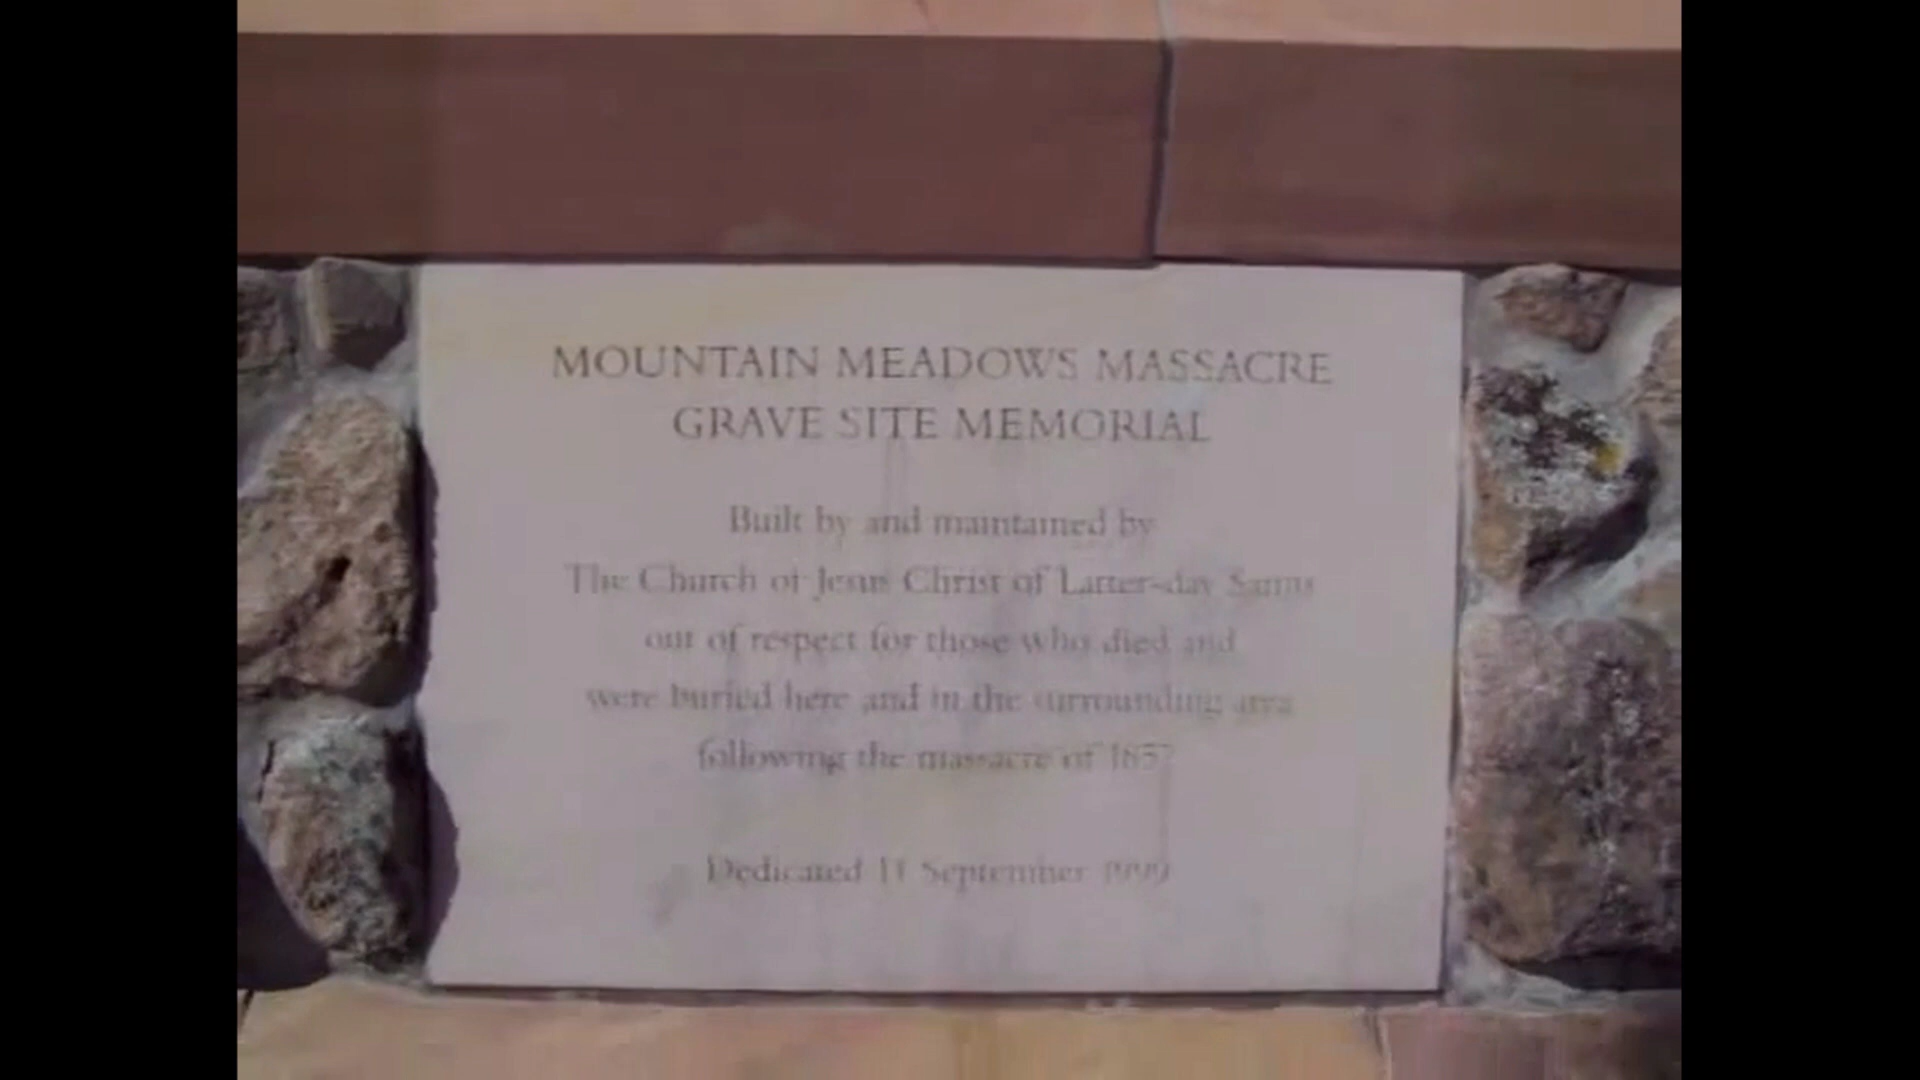 MOUNTAIN MEADOWS MASSACRE
GRAVE SITE MEMORIAL
Built by and maintained by
The Church of Jesus Christ of Latter-day Saints
out of respect for those who died and
were buried here and in the surrounding area
following the massacre of 1857
Dedicated 11 September 1999